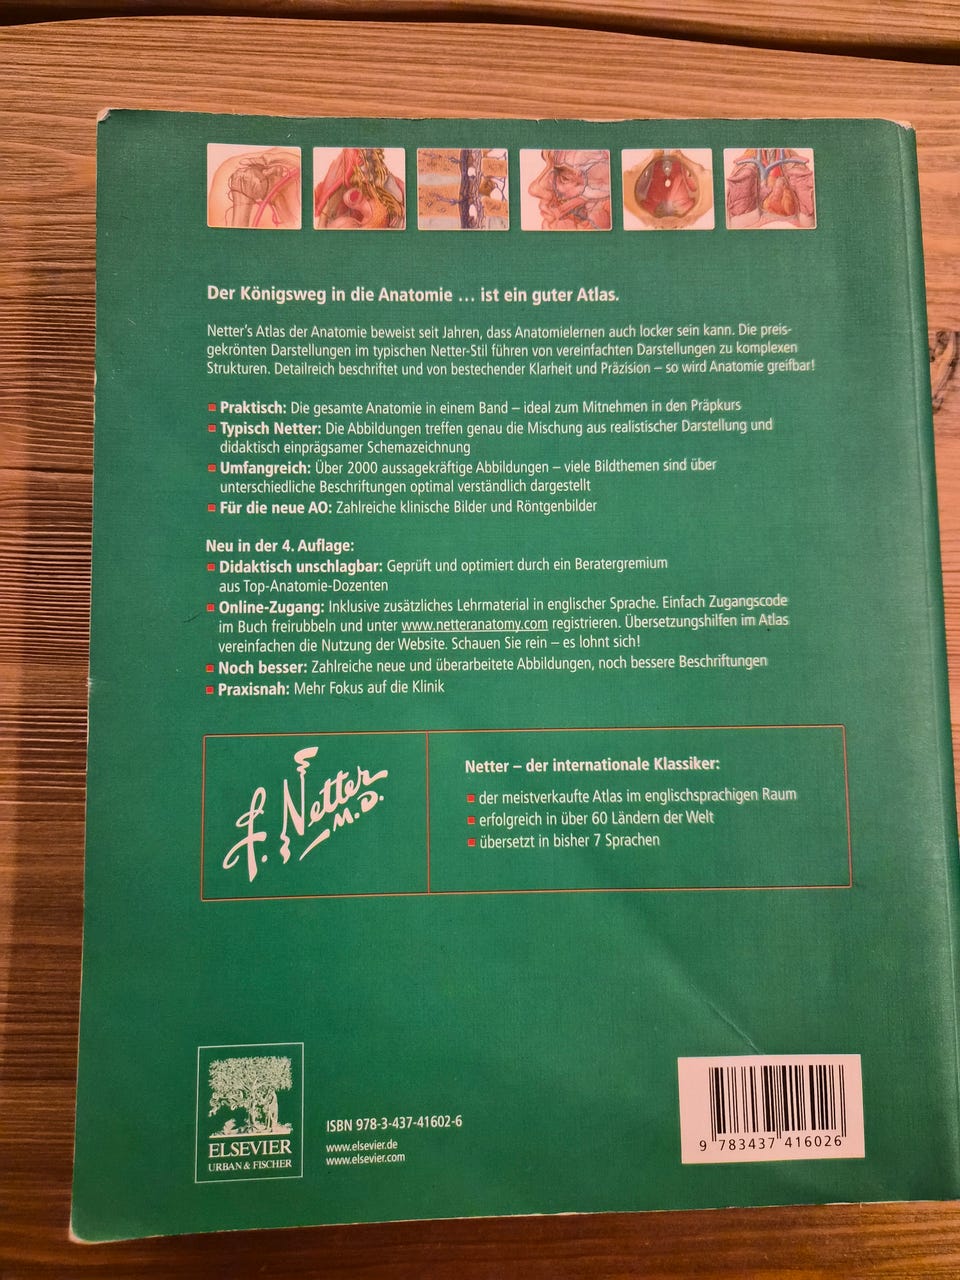 Der Königsweg in die Anatomie ... ist ein guter Atlas.
Netter's Atlas der Anatomie beweist seit Jahren, dass Anatomielernen auch locker sein kann. Die preis-
gekrönten Darstellungen im typischen Netter-Stil führen von vereinfachten Darstellungen zu komplexen
Strukturen. Detailreich beschriftet und von bestechender Klarheit und Präzision – so wird Anatomie greifbar!
Praktisch: Die gesamte Anatomie in einem Band – ideal zum Mitnehmen in den Präpkurs
Typisch Netter: Die Abbildungen treffen genau die Mischung aus realistischer Darstellung und
didaktisch einprägsamer Schemazeichnung
Umfangreich: Über 2000 aussagekräftige Abbildungen – viele Bildthemen sind über
unterschiedliche Beschriftungen optimal verständlich dargestellt
Für die neue AO: Zahlreiche klinische Bilder und Röntgenbilder
Neu in der 4. Auflage:
Didaktisch unschlagbar: Geprüft und optimiert durch ein Beratergremium
aus Top-Anatomie-Dozenten
Online-Zugang: Inklusive zusätzliches Lehrmaterial in englischer Sprache. Einfach Zugangscode
im Buch freirubbeln und unter www.netteranatomy.com registrieren. Übersetzungshilfen im Atlas
vereinfachen die Nutzung der Website. Schauen Sie rein – es lohnt sich!
Noch besser: Zahlreiche neue und überarbeitete Abbildungen, noch bessere Beschriftungen
Praxisnah: Mehr Fokus auf die Klinik
f. Netter
M.D.
Netter – der internationale Klassiker:
der meistverkaufte Atlas im englischsprachigen Raum
erfolgreich in über 60 Ländern der Welt
übersetzt in bisher 7 Sprachen
ELSEVIER
URBAN & FISCHER
ISBN 978-3-437-41602-6
www.elsevier.de
www.elsevier.com
9 783437 416026